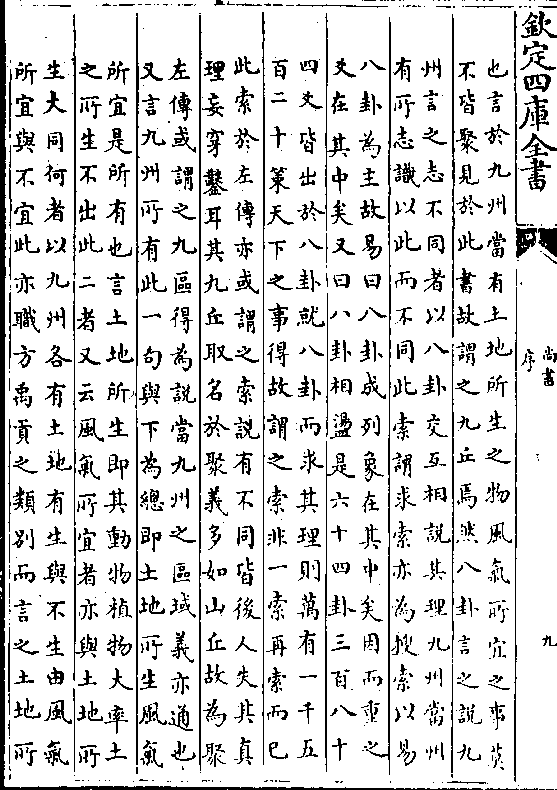 欽定四庫全書
尚書
序
九
也言於九州當有土地所生之物風氣所宜之事莫
不皆聚見於此書故謂之九丘焉然八卦言之說九
州言之志不同者以八卦交互相說其理九州當州
有所志識以此而不同此索謂求索亦為搜索以易
八卦為主故易曰八卦成列象在其中矣因而重之
爻在其中矣又曰八卦相盪是六十四卦三百八十
四爻皆出於八卦就八卦而求其理則萬有一千五
百二十策天下之事得故謂之索非一索再索而已
此索於左傳亦或謂之索說有不同皆後人失其真
理妄穿鑿耳其九丘取名於聚義多如山丘故為聚
左傳或謂之九區得為說當九州之區域義亦通也
又言九州所有此一句與下為總即土地所生風氣
所宜是所有也言土地所生即其動物植物大率土
之所生不出此二者又云風氣所宜者亦與土地所
生大同何者以九州各有土地有生與不生由風氣
所宜與不宜此亦職方禹貢之類別而言之土地所